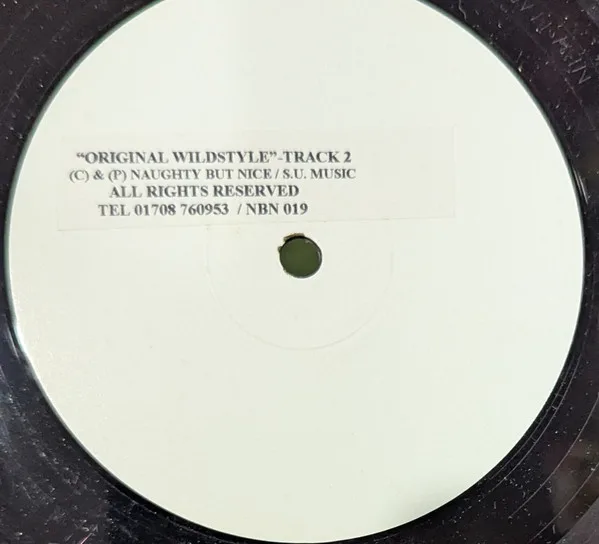 “ORIGINAL WILDSTYLE”-TRACK 2
(C) & (P) NAUGHTY BUT NICE / S.U. MUSIC
ALL RIGHTS RESERVED
TEL 01708 760953 / NBN 019